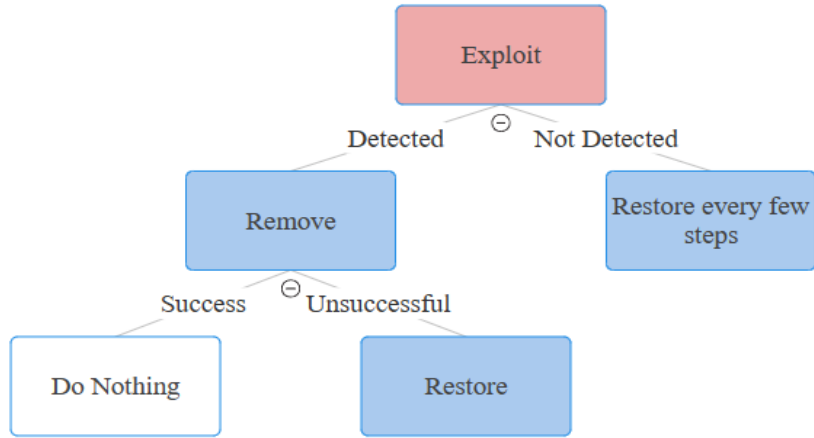 Exploit
Detected
Not Detected
Remove
Restore every few
steps
Success
Unsuccessful
Do Nothing
Restore